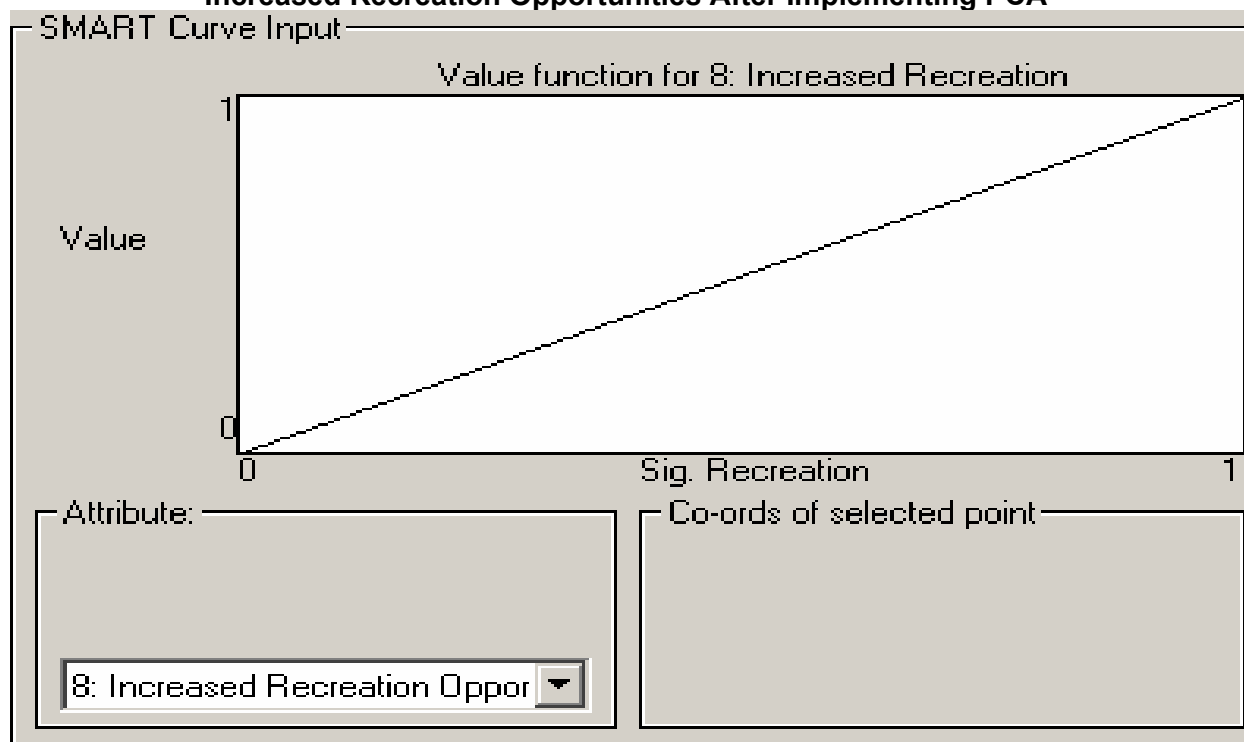 Increased Recreation Opportunities After Implementing PCA
SMART Curve Input
Value function for 8: Increased Recreation
1
Value
0
0 Sig. Recreation 1
Attribute:
Co-ords of selected point
8: Increased Recreation Oppor